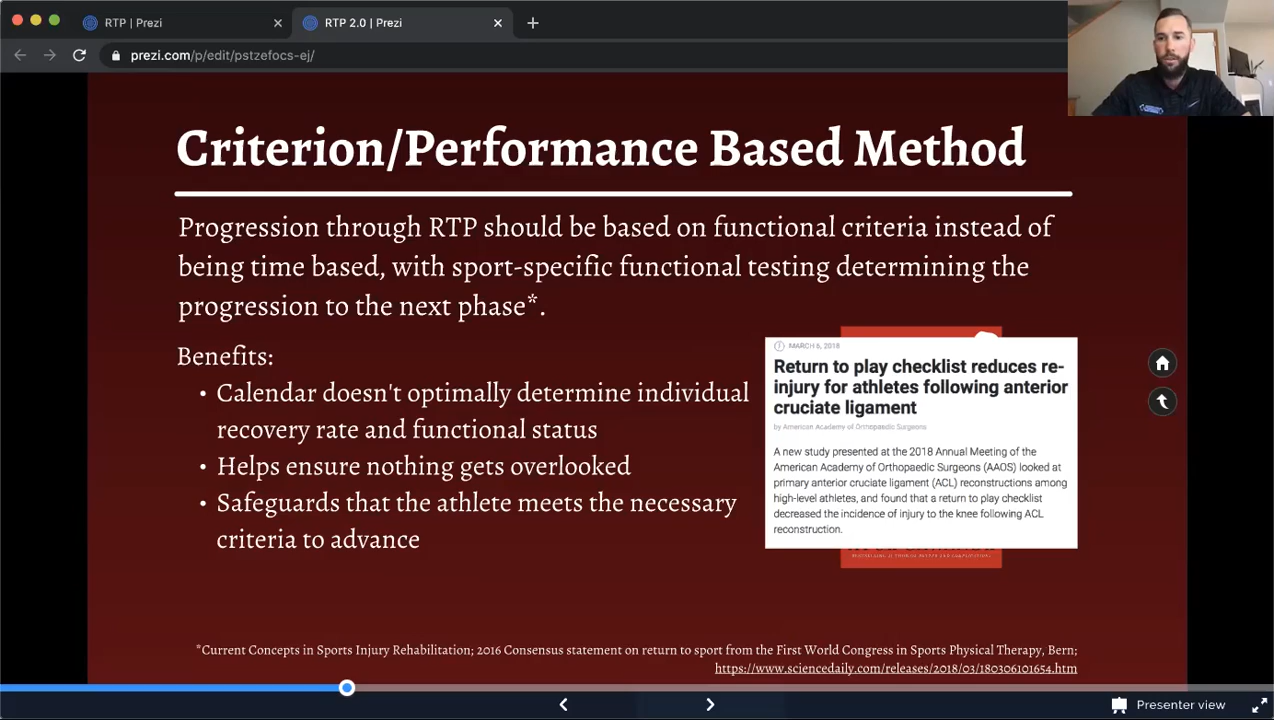 RTP | Prezi
RTP 2.0 | Prezi
prezi.com/p/edit/pstzefocs-ej/
Criterion/Performance Based Method
Progression through RTP should be based on functional criteria instead of
being time based, with sport-specific functional testing determining the
progression to the next phase*.
Benefits:
• Calendar doesn't optimally determine individual
recovery rate and functional status
• Helps ensure nothing gets overlooked
• Safeguards that the athlete meets the necessary
criteria to advance
MARCH 6, 2018
Return to play checklist reduces re-
injury for athletes following anterior
cruciate ligament
by American Academy of Orthopaedic Surgeons
A new study presented at the 2018 Annual Meeting of the
American Academy of Orthopaedic Surgeons (AAOS) looked at
primary anterior cruciate ligament (ACL) reconstructions among
high-level athletes, and found that a return to play checklist
decreased the incidence of injury to the knee following ACL
reconstruction.
*Current Concepts in Sports Injury Rehabilitation; 2016 Consensus statement on return to sport from the First World Congress in Sports Physical Therapy, Bern;
https://www.sciencedaily.com/releases/2018/03/180306101654.htm
Presenter view